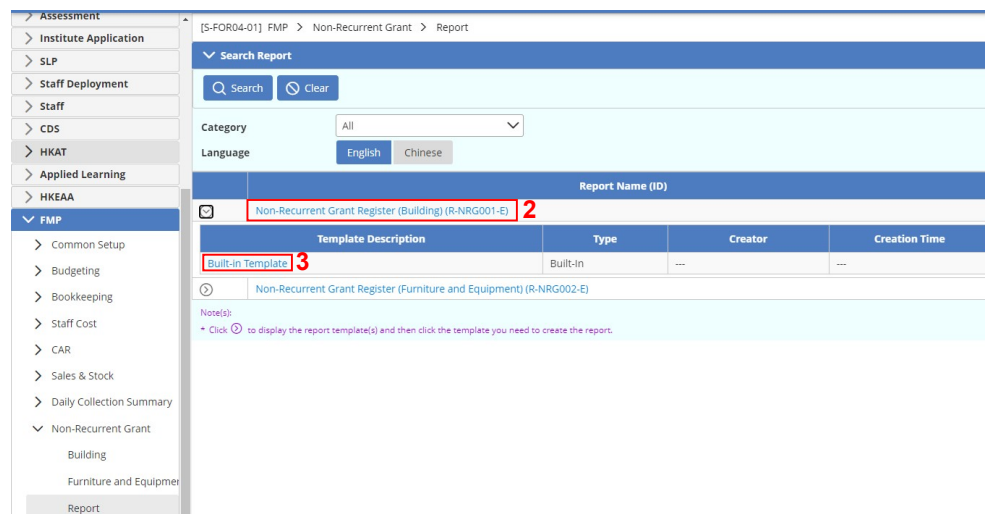 Assessment
Institute Application
SLP
Staff Deployment
Staff
CDS
HKAT
Applied Learning
HKEAA
FMP
Common Setup
Budgeting
Bookkeeping
Staff Cost
CAR
Sales & Stock
Daily Collection Summary
Non-Recurrent Grant
Building
Furniture and Equipmer
Report
[S-FOR04-01] FMP > Non-Recurrent Grant > Report
Search Report
Search Clear
Category All
Language English Chinese
Report Name (ID)
Non-Recurrent Grant Register (Building) (R-NRG001-E) 2
Template Description Type Creator Creation Time
Built-in Template 3 Built-In --- ---
Non-Recurrent Grant Register (Furniture and Equipment) (R-NRG002-E)
Note(s):
* Click to display the report template(s) and then click the template you need to create the report.